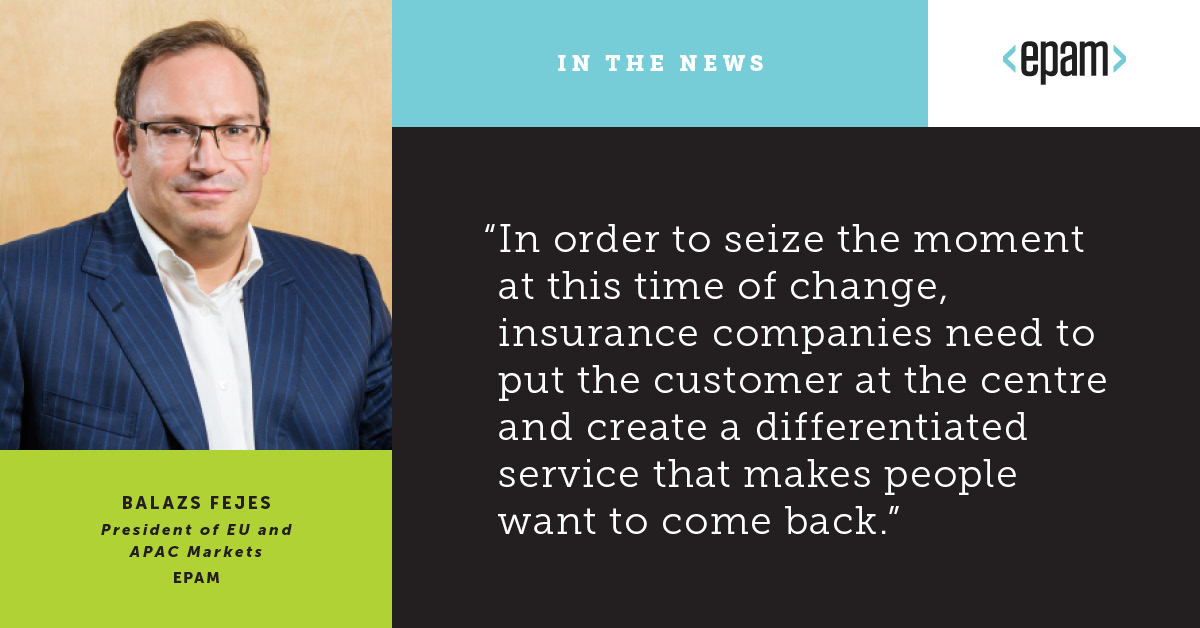 IN THE NEWS
<epam>
“In order to seize the moment
at this time of change,
insurance companies need to
put the customer at the centre
and create a differentiated
service that makes people
want to come back.”
BALAZS FEJES
President of EU and
APAC Markets
EPAM